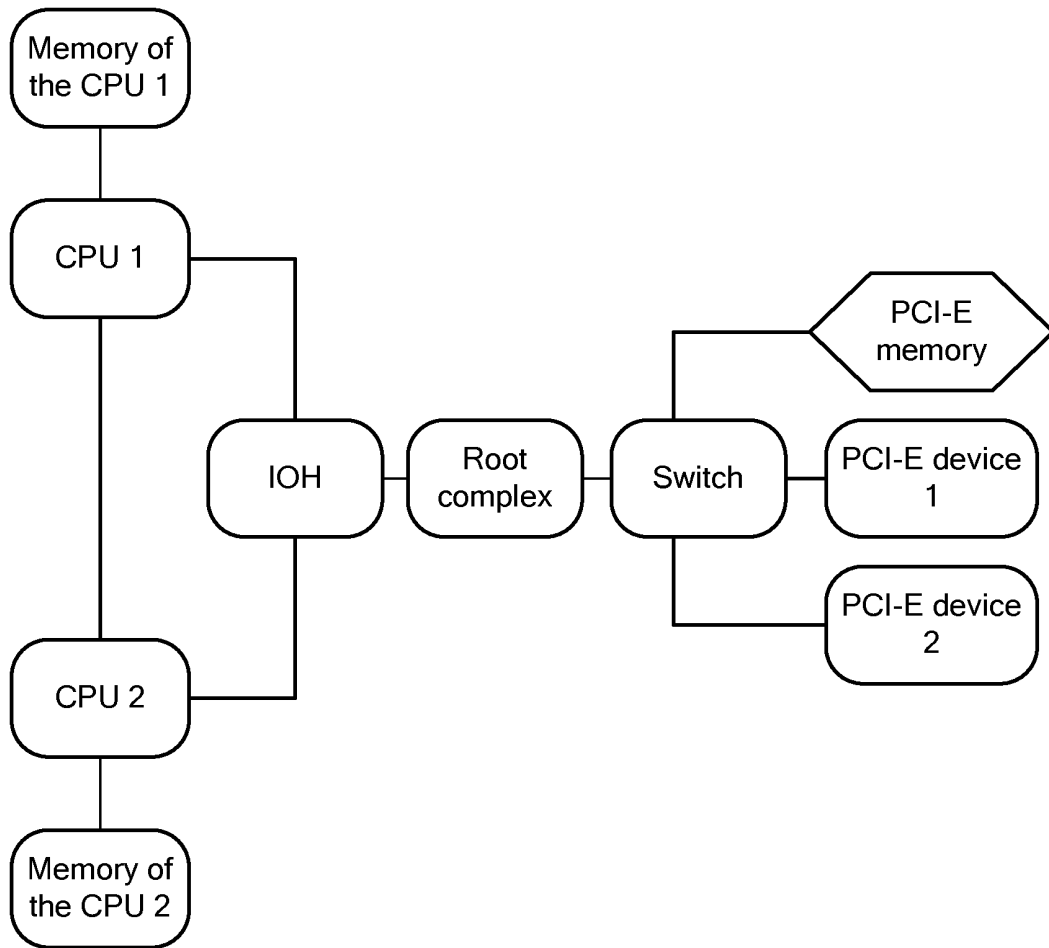 Memory of
the CPU 1
CPU 1
PCI-E
memory
IOH
Root
complex
Switch
PCI-E device
1
PCI-E device
2
CPU 2
Memory of
the CPU 2